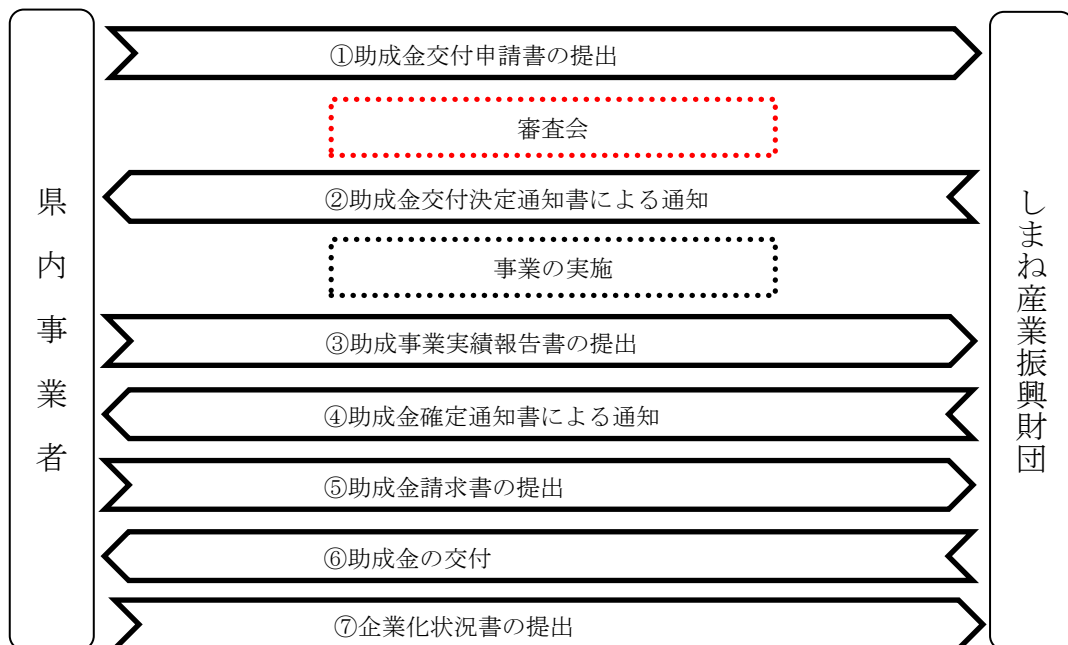 県内事業者
①助成金交付申請書の提出
審査会
②助成金交付決定通知書による通知
事業の実施
③助成事業実績報告書の提出
④助成金確定通知書による通知
⑤助成金請求書の提出
⑥助成金の交付
⑦企業化状況書の提出
しまね産業振興財団